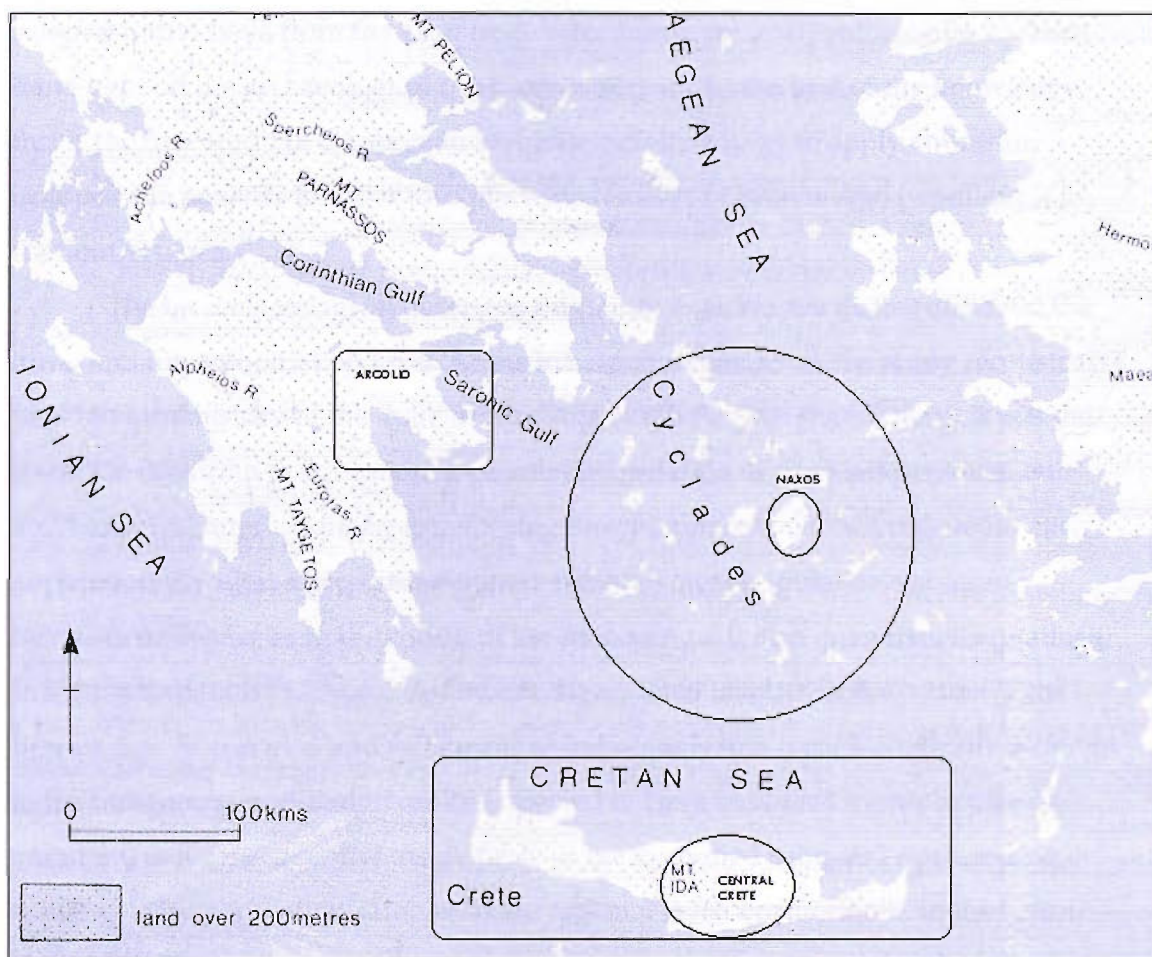 MT PELION
AEGEAN SEA
Spercheios R
Acheloos R
MT.
PARNASSOS
Hermo
Corinthian Gulf
Maea
ARGOLID
Alpheios R
Saronic Gulf
Cyclades
ONIAN SEA
NAXOS
Eurotas R
MT TAYGETOS
CRETAN SEA
0 100kms
MT.
IDA
CENTRAL
CRETE
Crete
land over 200metres